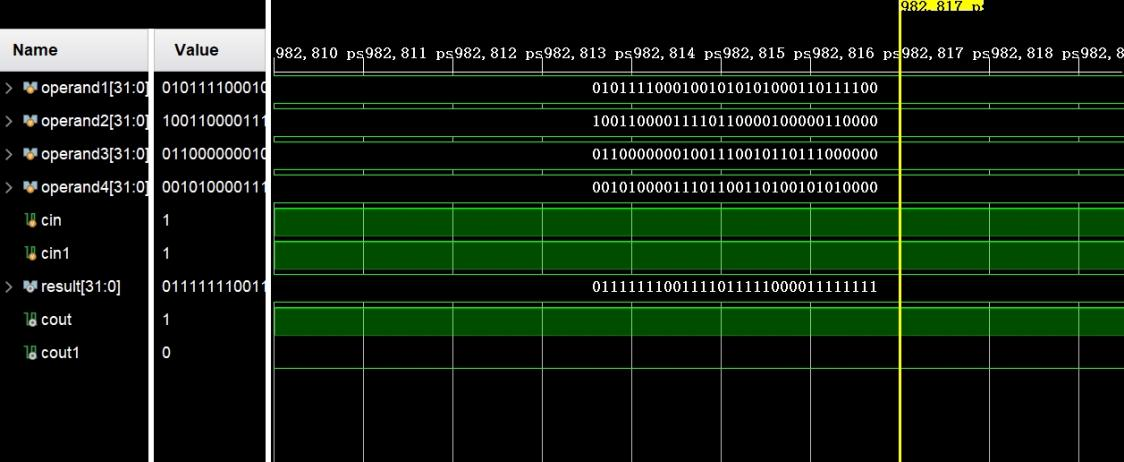 982,817 ps
Name Value 982,810 ps 982,811 ps 982,812 ps 982,813 ps 982,814 ps 982,815 ps 982,816 ps 982,817 ps 982,818 ps 982,8
operand1[31:0] 010111100010 01011110001001010101000110111100
operand2[31:0] 100110000111 10011000011110110000100000110000
operand3[31:0] 011000000010 01100000001001110010110111000000
operand4[31:0] 001010000111 00101000011101100110100101010000
cin 1
cin1 1
result[31:0] 011111110011 01111111001111011111000011111111
cout 1
cout1 0